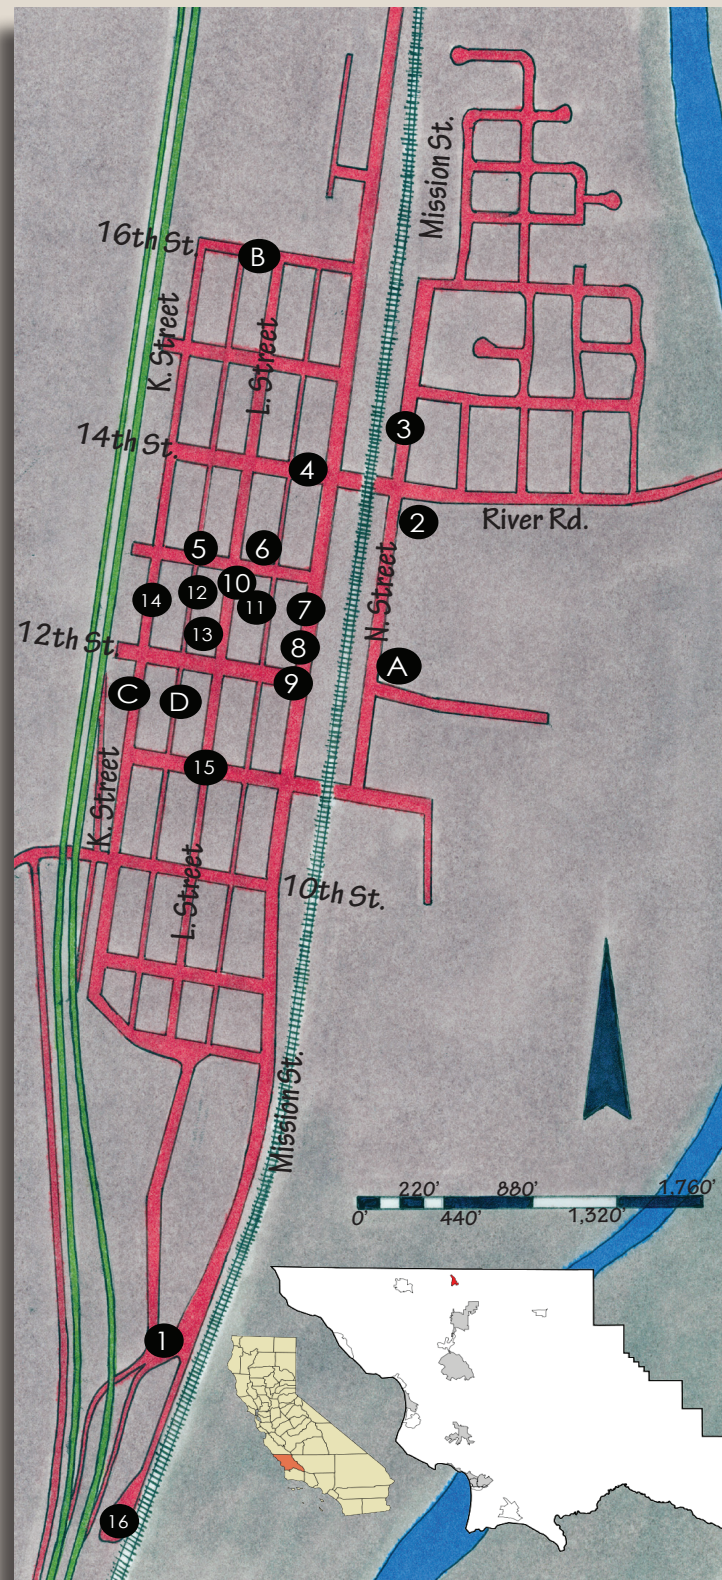 Mission St.
16th St.
B
K. Street
L. Street
3
14th St.
4
2
River Rd.
N. Street
5
6
10
12
11
14
7
13
12th St.
8
A
9
C
D
15
K. Street
L. Street
10th St.
Mission St.
220' 880' 1,760'
0' 440' 1,320'
1
16